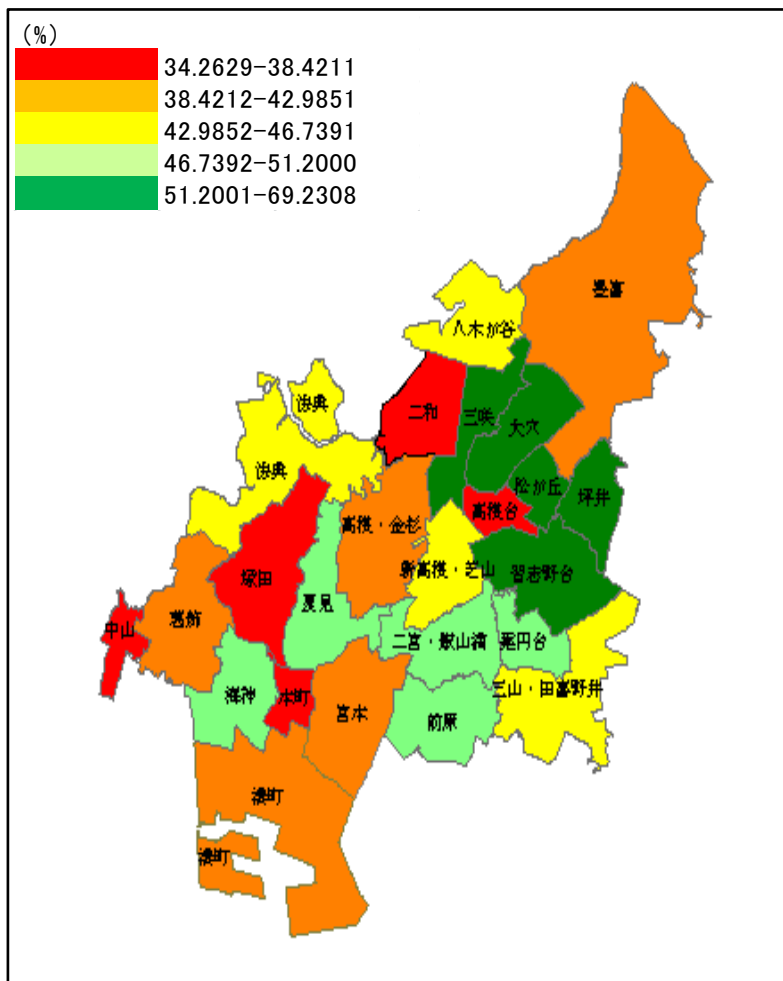 (%)
34.2629-38.4211
38.4212-42.9851
42.9852-46.7391
46.7392-51.2000
51.2001-69.2308
豊富
八木が谷
二和
三咲
大穴
法典
法典
松が丘
坪井
高根台
高根・金杉
新高根・芝山
習志野台
塚田
夏見
中山
葛飾
二宮・飯山満
薬円台
海神
本町
宮本
前原
三山・田喜野井
湊町
湊町